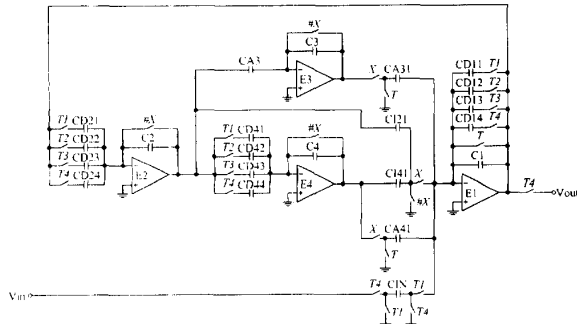 #X
C3
CA3
E3
X CA31
T
CD11 T1
CD12 T2
CD13 T3
CD14 T4
T
C1
E1
T4
Vout
T1 CD21
T2 CD22
T3 CD23
T4 CD24
#X
C2
E2
T1 CD41
T2 CD42
T3 CD43
T4 CD44
#X
C4
E4
CI21
CI41 X
#X
X CA41
T
Vin
T4 CIN T1
T1 T4